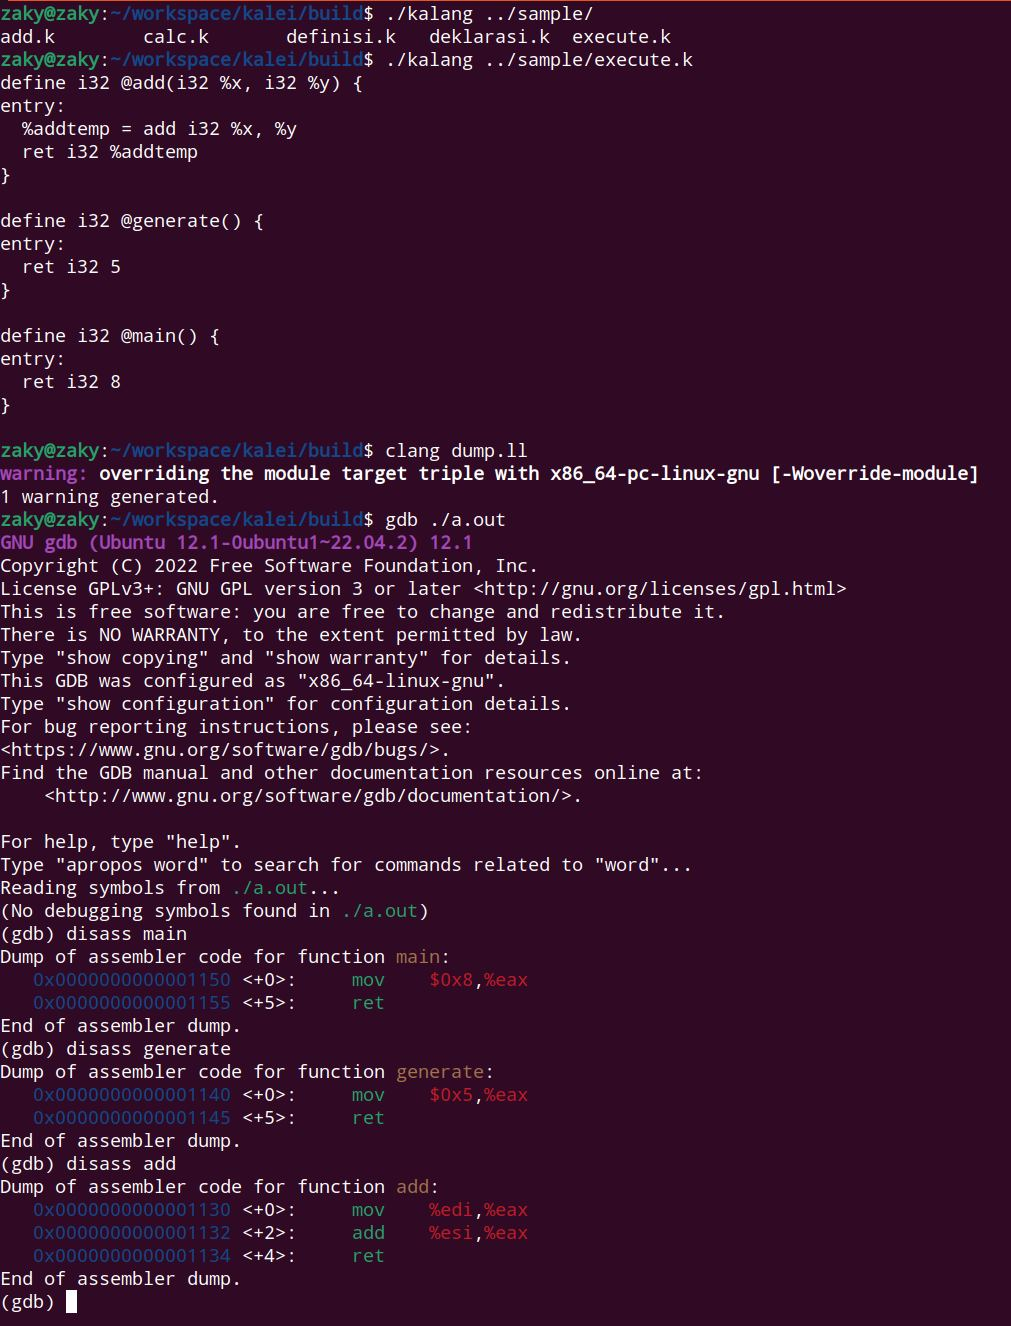 zaky@zaky:~/workspace/kalei/build$ ./kalang ../sample/
add.k        calc.k       definisi.k   deklarasi.k  execute.k
zaky@zaky:~/workspace/kalei/build$ ./kalang ../sample/execute.k
define i32 @add(i32 %x, i32 %y) {
entry:
  %addtemp = add i32 %x, %y
  ret i32 %addtemp
}

define i32 @generate() {
entry:
  ret i32 5
}

define i32 @main() {
entry:
  ret i32 8
}

zaky@zaky:~/workspace/kalei/build$ clang dump.ll
warning: overriding the module target triple with x86_64-pc-linux-gnu [-Woverride-module]
1 warning generated.
zaky@zaky:~/workspace/kalei/build$ gdb ./a.out
GNU gdb (Ubuntu 12.1-0ubuntu1~22.04.2) 12.1
Copyright (C) 2022 Free Software Foundation, Inc.
License GPLv3+: GNU GPL version 3 or later <http://gnu.org/licenses/gpl.html>
This is free software: you are free to change and redistribute it.
There is NO WARRANTY, to the extent permitted by law.
Type "show copying" and "show warranty" for details.
This GDB was configured as "x86_64-linux-gnu".
Type "show configuration" for configuration details.
For bug reporting instructions, please see:
<https://www.gnu.org/software/gdb/bugs/>.
Find the GDB manual and other documentation resources online at:
    <http://www.gnu.org/software/gdb/documentation/>.

For help, type "help".
Type "apropos word" to search for commands related to "word"...
Reading symbols from ./a.out...
(No debugging symbols found in ./a.out)
(gdb) disass main
Dump of assembler code for function main:
   0x0000000000001150 <+0>:     mov    $0x8,%eax
   0x0000000000001155 <+5>:     ret
End of assembler dump.
(gdb) disass generate
Dump of assembler code for function generate:
   0x0000000000001140 <+0>:     mov    $0x5,%eax
   0x0000000000001145 <+5>:     ret
End of assembler dump.
(gdb) disass add
Dump of assembler code for function add:
   0x0000000000001130 <+0>:     mov    %edi,%eax
   0x0000000000001132 <+2>:     add    %esi,%eax
   0x0000000000001134 <+4>:     ret
End of assembler dump.
(gdb)